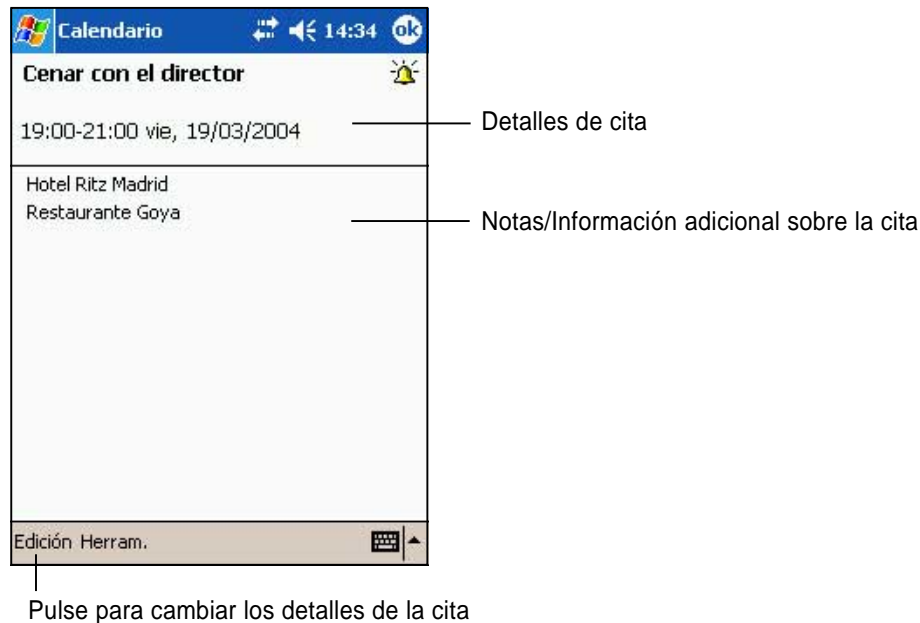 Calendario 14:34 ok
Cenar con el director
19:00-21:00 vie, 19/03/2004
Detalles de cita
Hotel Ritz Madrid
Restaurante Goya
Notas/Información adicional sobre la cita
Edición Herram.
Pulse para cambiar los detalles de la cita